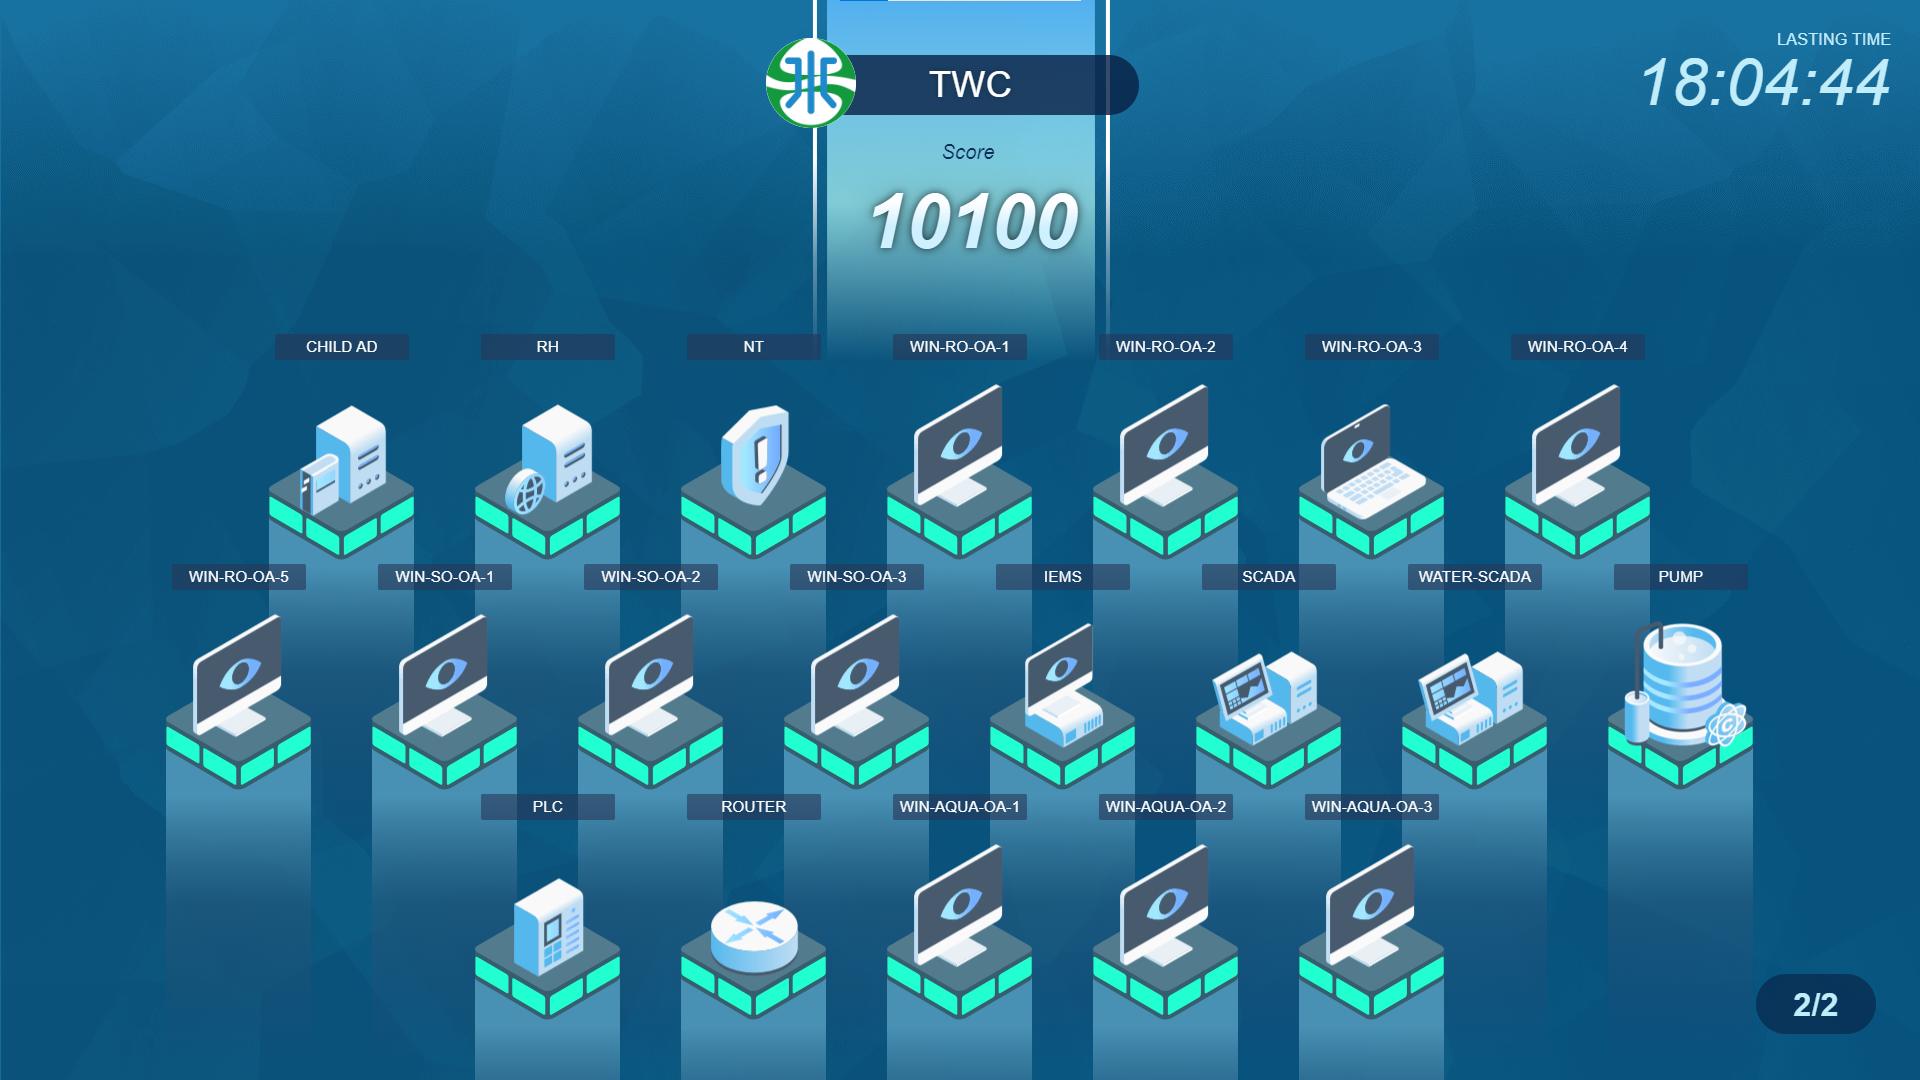 LASTING TIME
18:04:44
TWC
Score
10100
CHILD AD
RH
NT
WIN-RO-OA-1
WIN-RO-OA-2
WIN-RO-OA-3
WIN-RO-OA-4
WIN-RO-OA-5
WIN-SO-OA-1
WIN-SO-OA-2
WIN-SO-OA-3
IEMS
SCADA
WATER-SCADA
PUMP
PLC
ROUTER
WIN-AQUA-OA-1
WIN-AQUA-OA-2
WIN-AQUA-OA-3
2/2